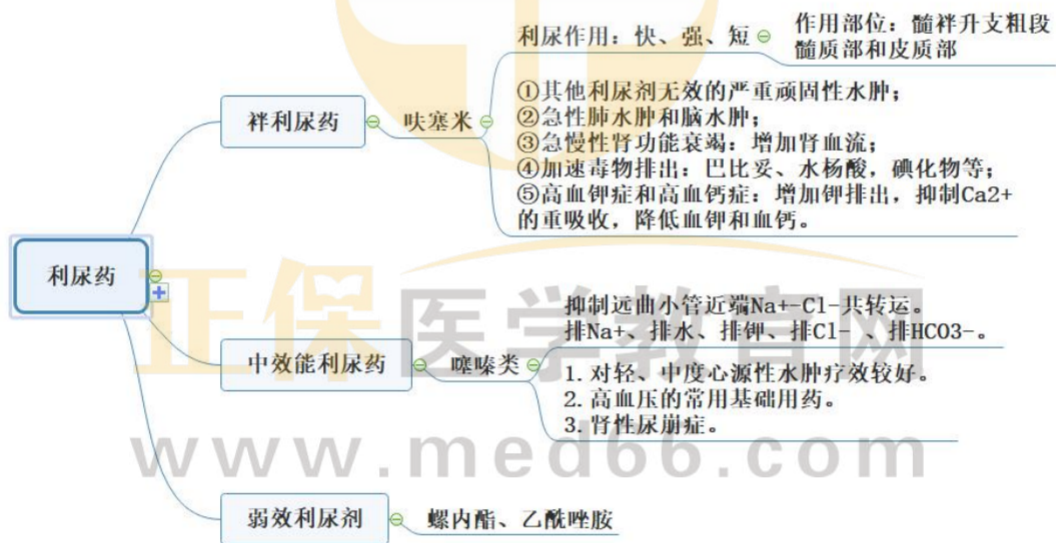 利尿药
袢利尿药
呋塞米
利尿作用：快、强、短
作用部位：髓袢升支粗段
髓质部和皮质部
①其他利尿剂无效的严重顽固性水肿；
②急性肺水肿和脑水肿；
③急慢性肾功能衰竭：增加肾血流；
④加速毒物排出：巴比妥、水杨酸，碘化物等；
⑤高血钾症和高血钙症：增加钾排出，抑制Ca2+
的重吸收，降低血钾和血钙。
中效能利尿药
噻嗪类
抑制远曲小管近端Na+-Cl-共转运。
排Na+、排水、排钾、排Cl- 、排HCO3-。
1. 对轻、中度心源性水肿疗效较好。
2. 高血压的常用基础用药。
3. 肾性尿崩症。
弱效利尿剂
螺内酯、乙酰唑胺
正保医学教育网
www.med66.com